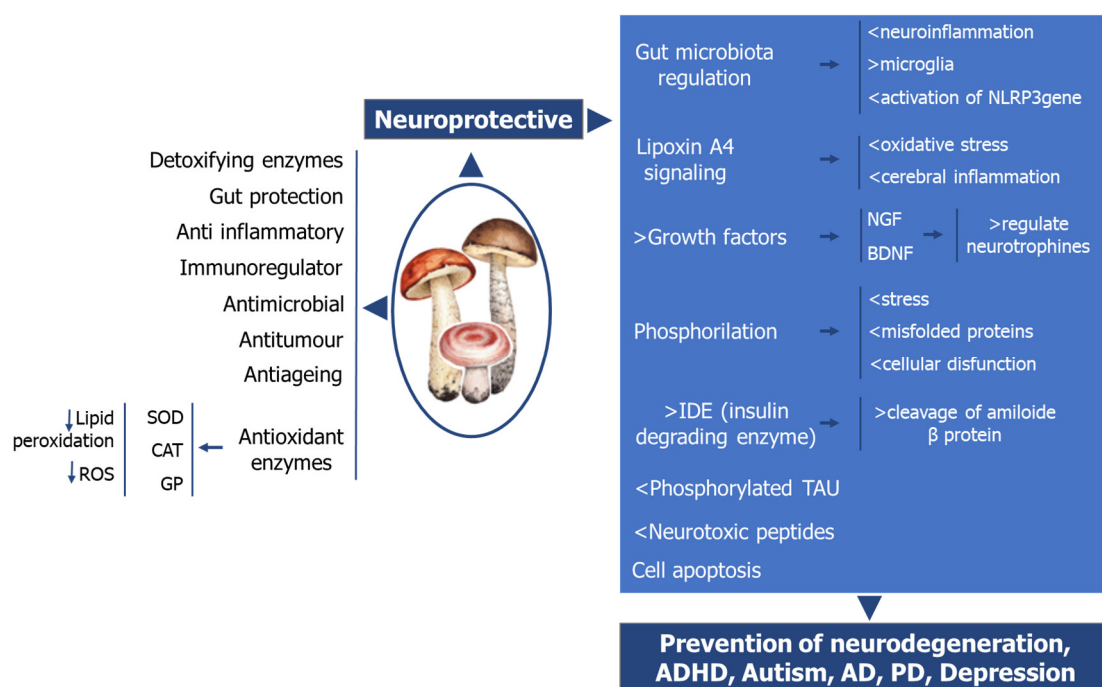 Neuroprotective
Detoxifying enzymes
Gut protection
Anti inflammatory
Immunoregulator
Antimicrobial
Antitumour
Antiageing
Antioxidant
enzymes
SOD
CAT
GP
↓Lipid
peroxidation
↓ROS
Gut microbiota
regulation
<neuroinflammation
>microglia
<activation of NLRP3gene
Lipoxin A4
signaling
<oxidative stress
<cerebral inflammation
>Growth factors
NGF
BDNF
>regulate
neurotrophines
Phosphorilation
<stress
<misfolded proteins
<cellular disfunction
>IDE (insulin
degrading enzyme)
>cleavage of amiloide
β protein
<Phosphorylated TAU
<Neurotoxic peptides
Cell apoptosis
Prevention of neurodegeneration,
ADHD, Autism, AD, PD, Depression